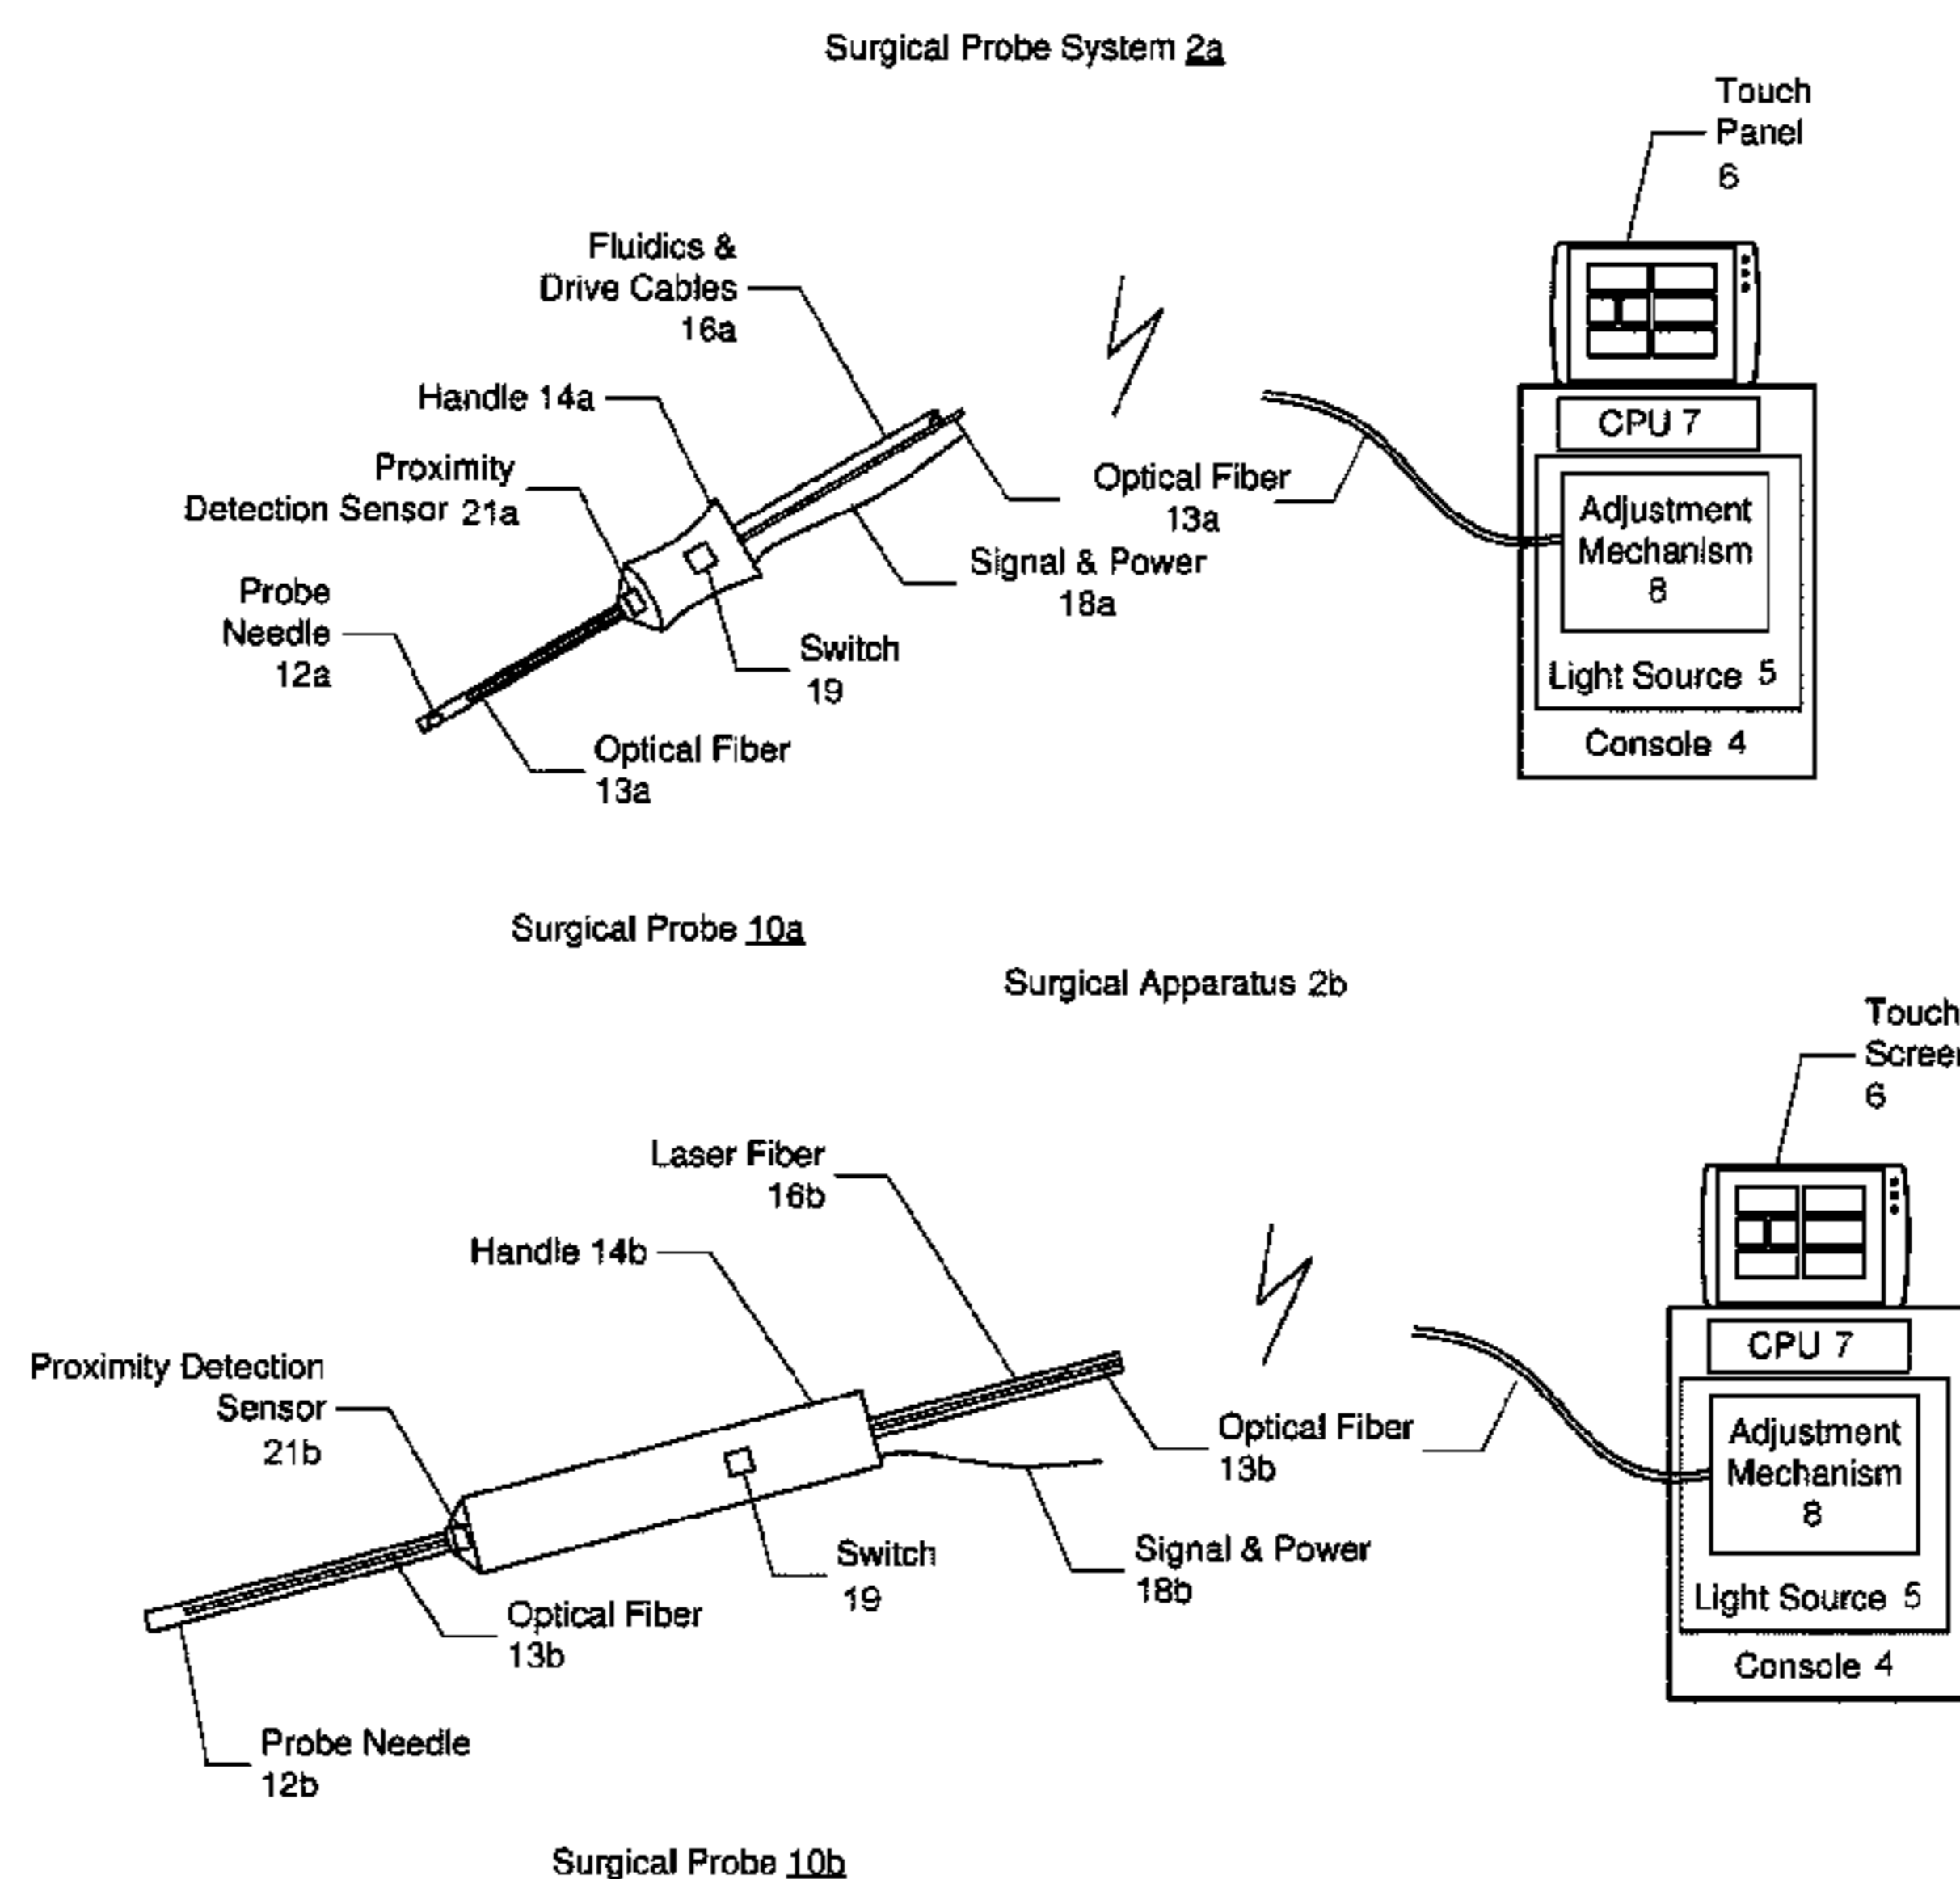 Surgical Probe System 2a
Touch
Panel
6
Fluidics &
Drive Cables
16a
Handle 14a
Proximity
Detection Sensor 21a
Probe
Needle
12a
Optical Fiber
13a
Switch
19
Signal & Power
18a
Optical Fiber
13a
CPU 7
Adjustment
Mechanism
8
Light Source 5
Console 4
Surgical Probe 10a
Surgical Apparatus 2b
Touch
Screen
6
Laser Fiber
16b
Handle 14b
Proximity Detection
Sensor
21b
Probe Needle
12b
Optical Fiber
13b
Switch
19
Signal & Power
18b
Optical Fiber
13b
CPU 7
Adjustment
Mechanism
8
Light Source 5
Console 4
Surgical Probe 10b